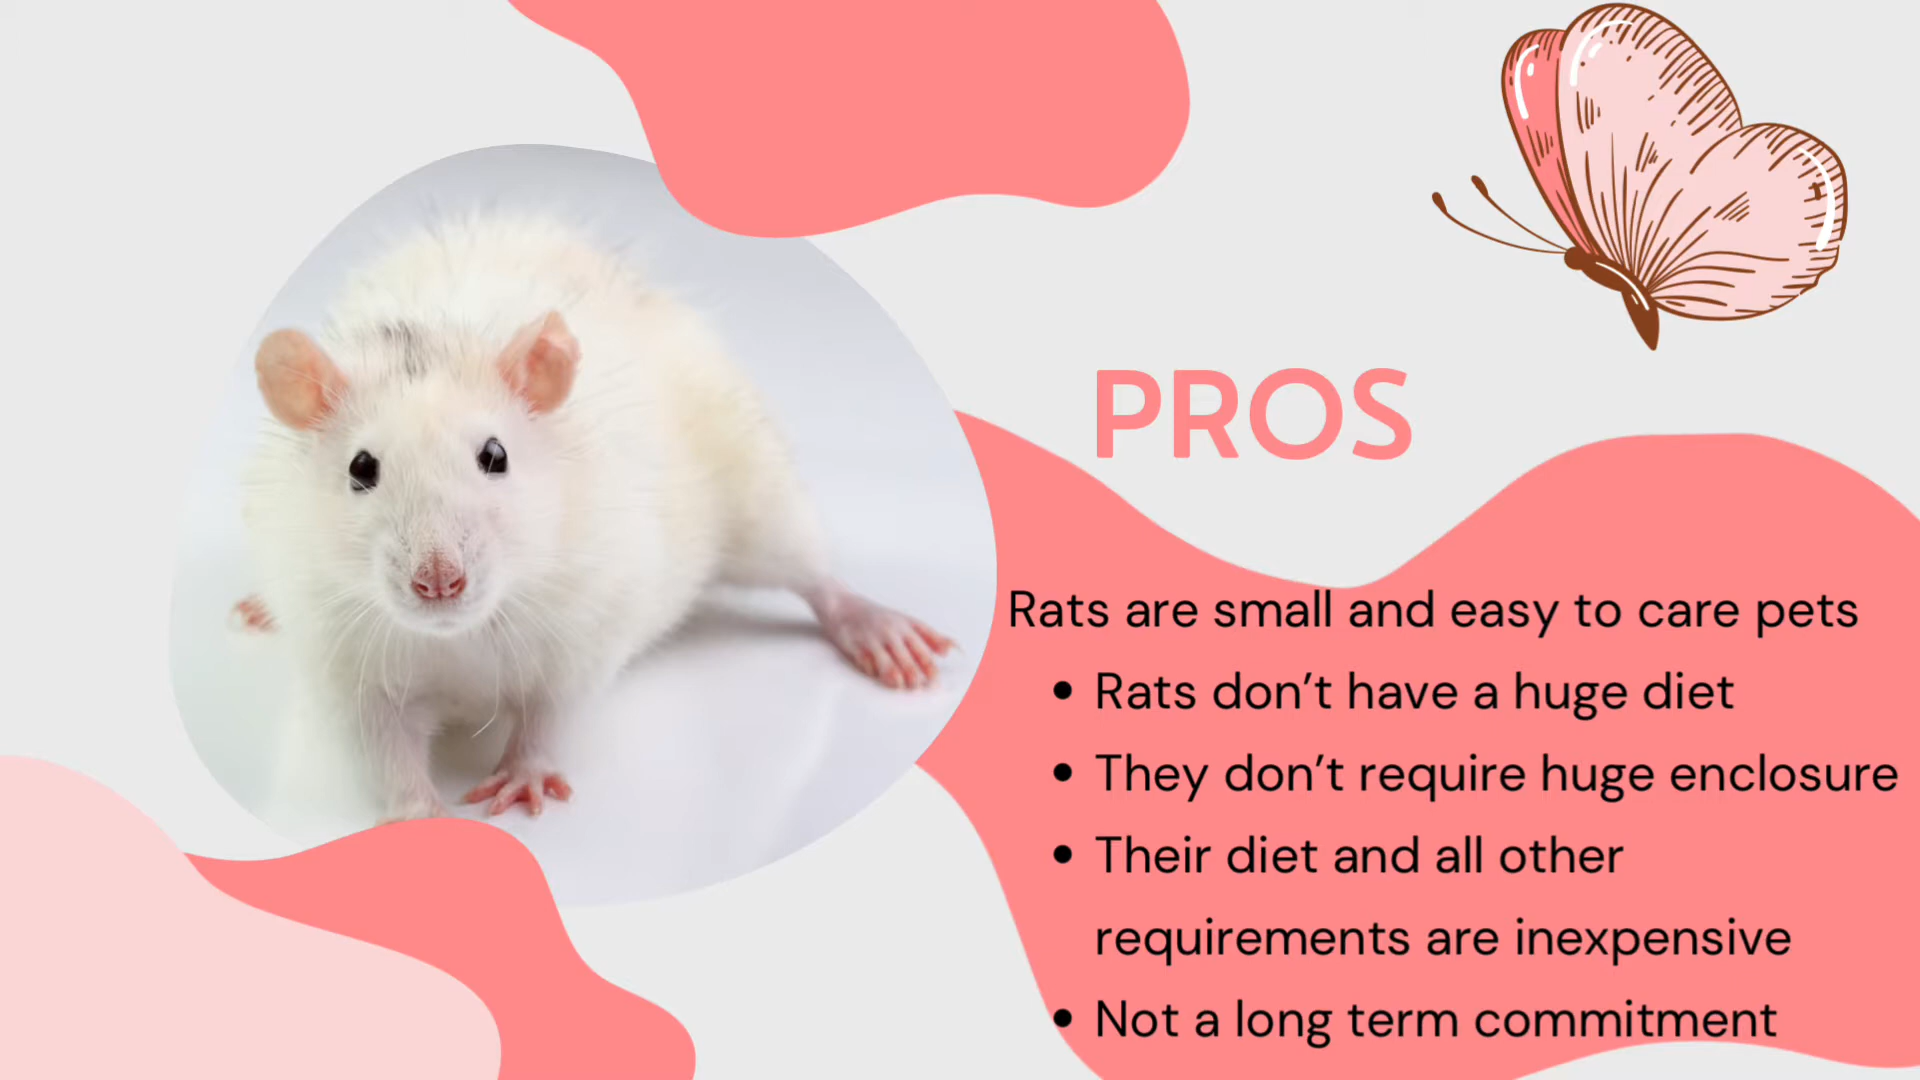 PROS
Rats are small and easy to care pets
• Rats don’t have a huge diet
• They don’t require huge enclosure
• Their diet and all other
requirements are inexpensive
• Not a long term commitment